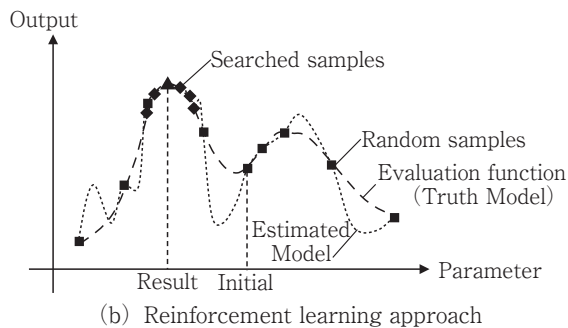 Output
Searched samples
Random samples
Evaluation function
(Truth Model)
Estimated
Model
Parameter
Result
Initial
(b) Reinforcement learning approach